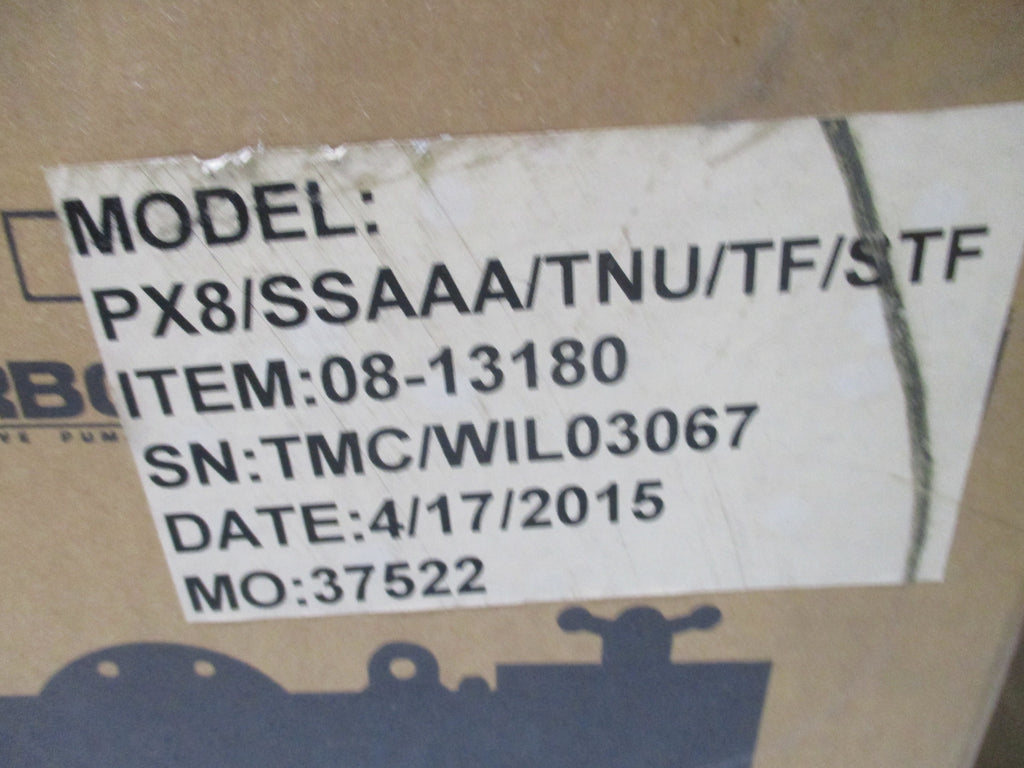 MODEL:
PX8/SSAAA/TNU/TF/STF
ITEM:08-13180
SN:TMC/WIL03067
DATE:4/17/2015
MO:37522